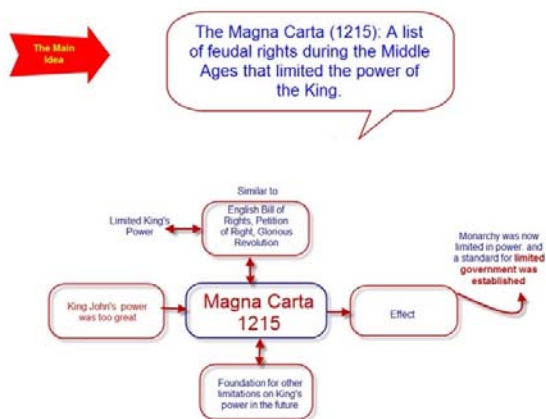 The Main
Idea
The Magna Carta (1215): A list
of feudal rights during the Middle
Ages that limited the power of
the King.
Similar to
Limited King's
Power
English Bill of
Rights, Petition
of Right, Glorious
Revolution
Monarchy was now
limited in power. and
a standard for limited
government was
established
King John's power
was too great
Magna Carta
1215
Effect
Foundation for other
limitations on King's
power in the future